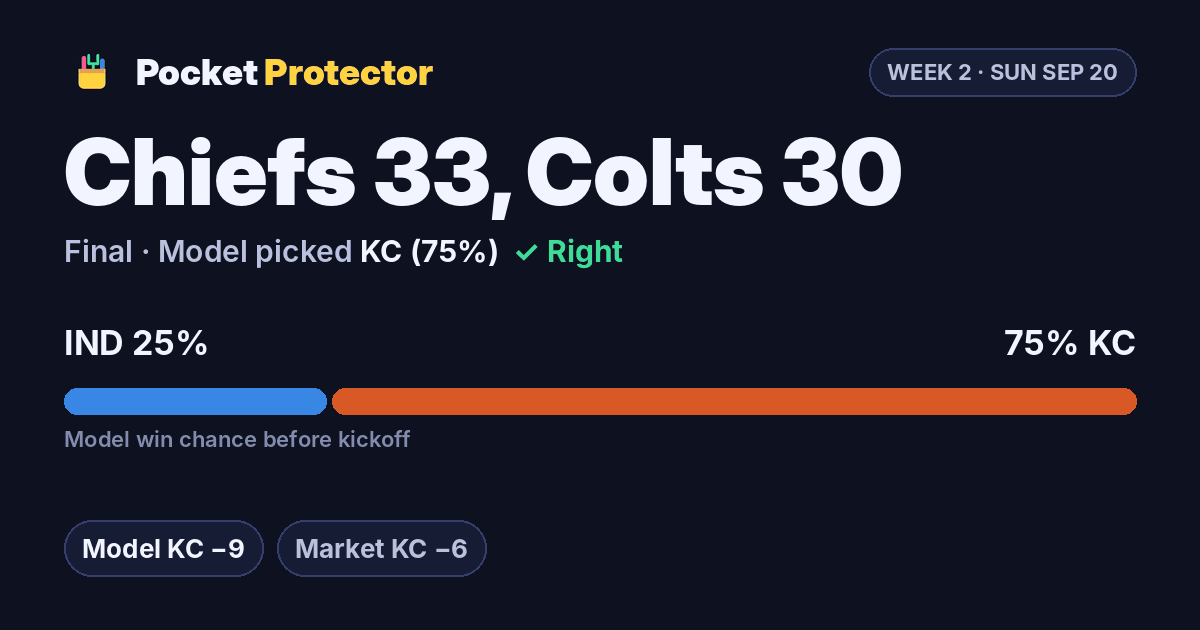 Pocket Protector
WEEK 2 · SUN SEP 20
Chiefs 33, Colts 30
Final · Model picked KC (75%) ✓ Right
IND 25%
75% KC
Model win chance before kickoff
Model KC −9
Market KC −6